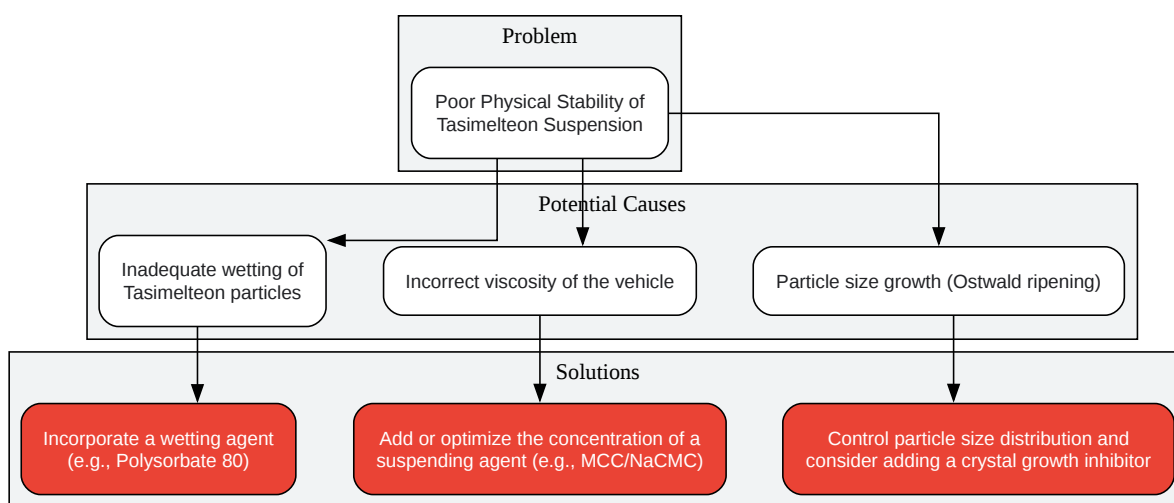 Problem
Poor Physical Stability of
Tasimelteon Suspension
Potential Causes
Inadequate wetting of
Tasimelteon particles
Incorrect viscosity of the vehicle
Particle size growth (Ostwald ripening)
Solutions
Incorporate a wetting agent
(e.g., Polysorbate 80)
Add or optimize the concentration of a
suspending agent (e.g., MCC/NaCMC)
Control particle size distribution and
consider adding a crystal growth inhibitor